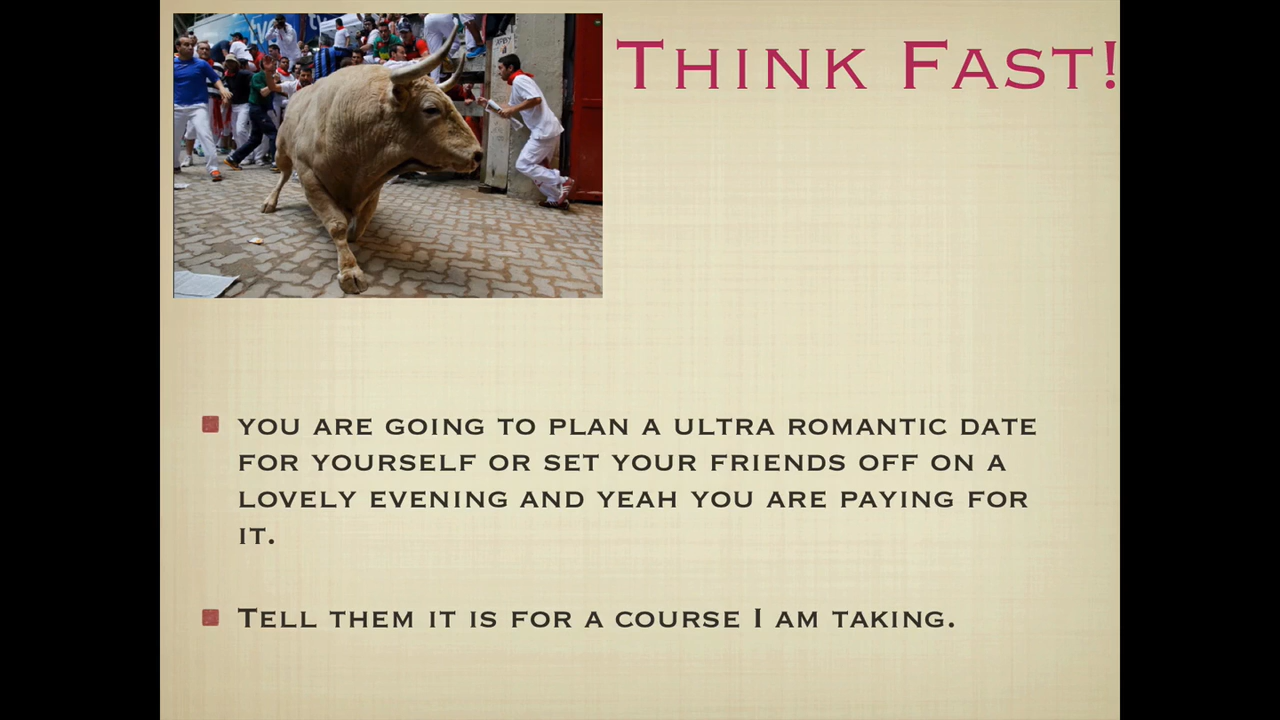 Think Fast!
you are going to plan a ultra romantic date
for yourself or set your friends off on a
lovely evening and yeah you are paying for
it.
Tell them it is for a course I am taking.